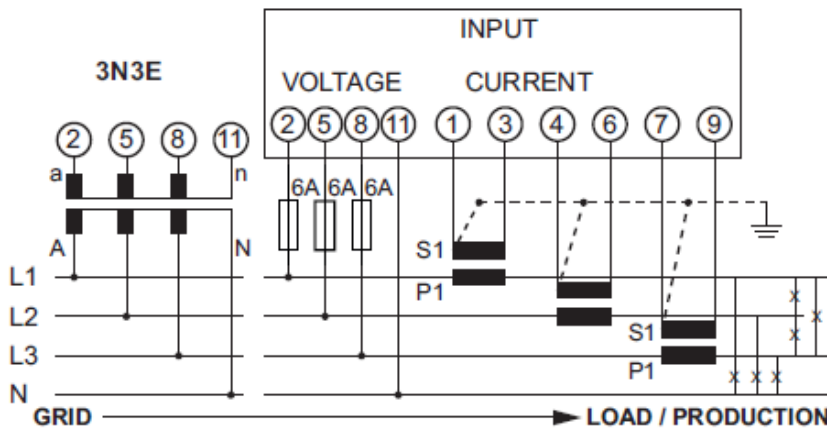 INPUT
3N3E
VOLTAGE CURRENT
2 5 8 11 2 5 8 11 1 3 4 6 7 9
a n
6A 6A 6A
A N
S1
L1
P1
L2
S1
L3
P1
N
x x x x x x
GRID LOAD / PRODUCTION